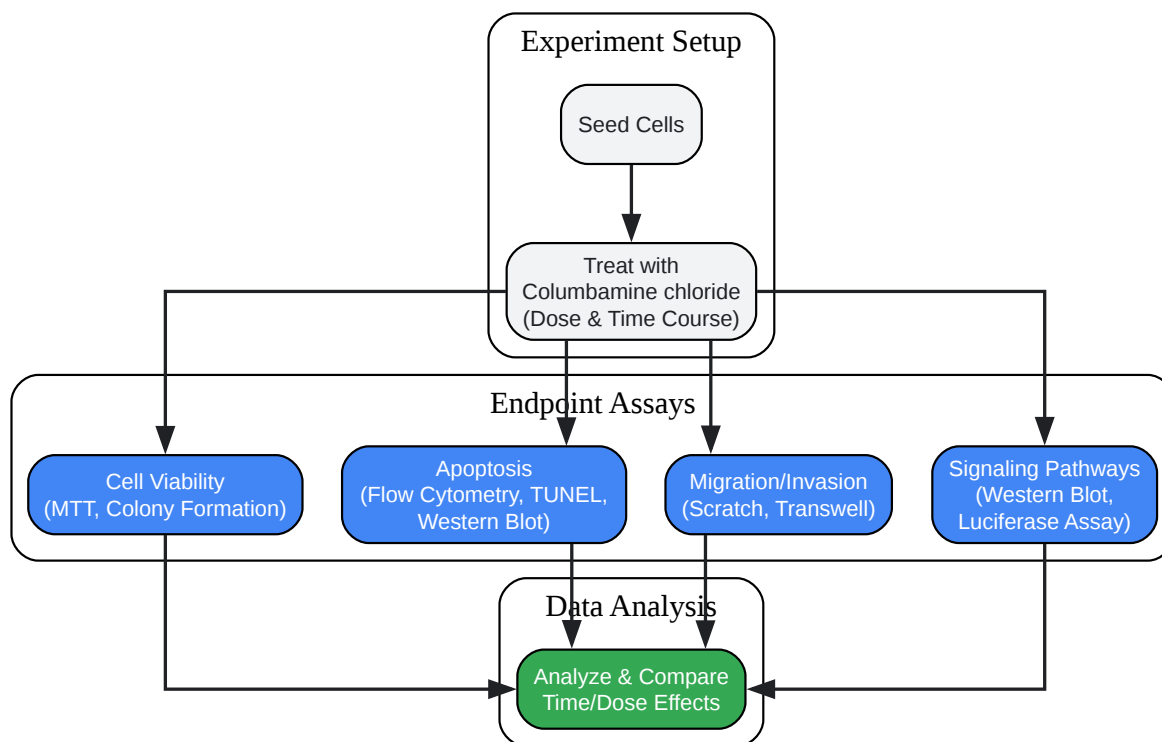 Experiment Setup
Seed Cells
Treat with
Columbamine chloride
(Dose & Time Course)
Endpoint Assays
Cell Viability
(MTT, Colony Formation)
Apoptosis
(Flow Cytometry, TUNEL,
Western Blot)
Migration/Invasion
(Scratch, Transwell)
Signaling Pathways
(Western Blot,
Luciferase Assay)
Data Analysis
Analyze & Compare
Time/Dose Effects